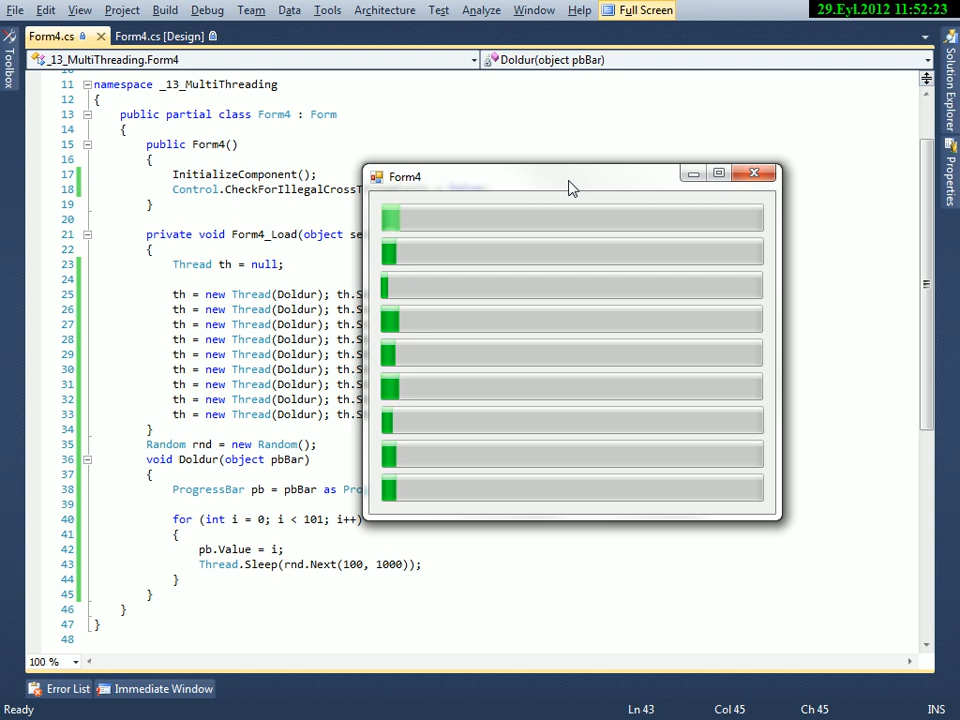 File Edit View Project Build Debug Team Data Tools Architecture Test Analyze Window Help Full Screen 29.Eyl.2012 11:52:23
Form4.cs Form4.cs [Design]
_13_MultiThreading.Form4 Doldur(object pbBar)
Toolbox
Solution Explorer
Properties
11 namespace _13_MultiThreading
12 {
13 public partial class Form4 : Form
14 {
15 public Form4()
16 {
17 InitializeComponent();
18 Control.CheckForIllegalCrossT
19 }
20
21 private void Form4_Load(object se
22 {
23 Thread th = null;
24
25 th = new Thread(Doldur); th.S
26 th = new Thread(Doldur); th.S
27 th = new Thread(Doldur); th.S
28 th = new Thread(Doldur); th.S
29 th = new Thread(Doldur); th.S
30 th = new Thread(Doldur); th.S
31 th = new Thread(Doldur); th.S
32 th = new Thread(Doldur); th.S
33 th = new Thread(Doldur); th.S
34 }
35 Random rnd = new Random();
36 void Doldur(object pbBar)
37 {
38 ProgressBar pb = pbBar as Pro
39
40 for (int i = 0; i < 101; i++)
41 {
42 pb.Value = i;
43 Thread.Sleep(rnd.Next(100, 1000));
44 }
45 }
46 }
47 }
48
Form4
100 %
Error List Immediate Window
Ready Ln 43 Col 45 Ch 45 INS